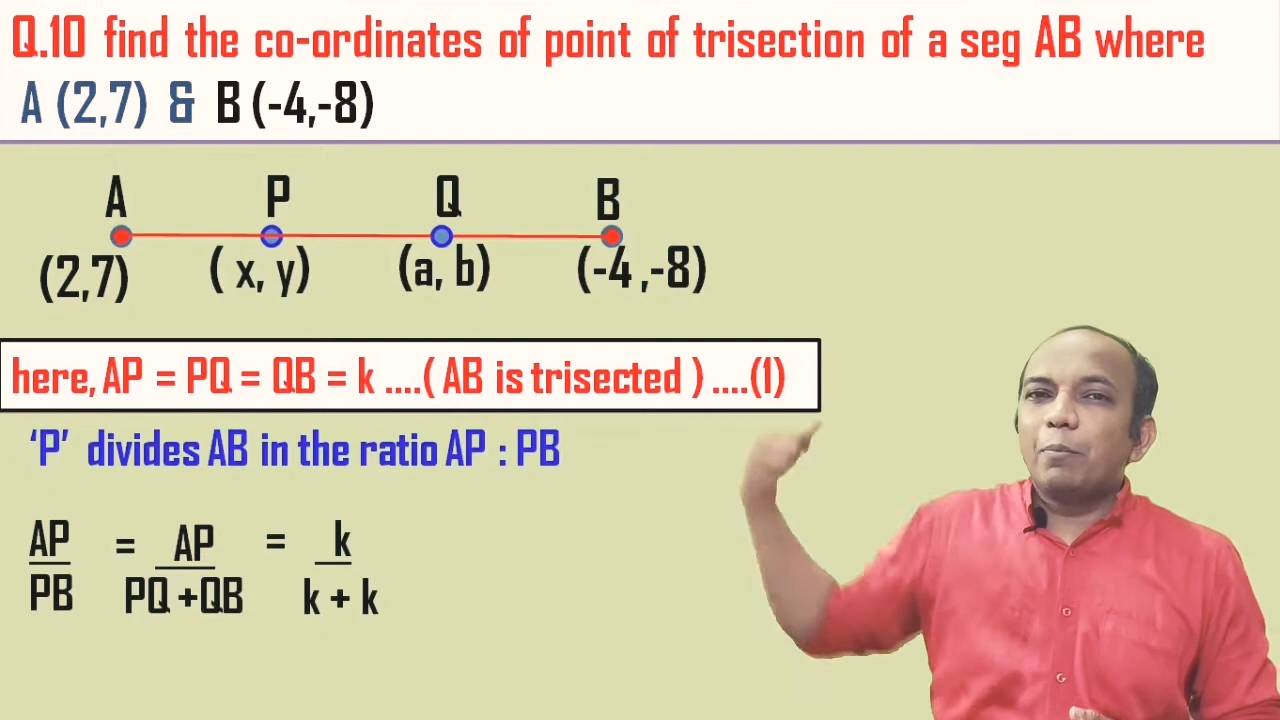 Q.10 find the co-ordinates of point of trisection of a seg AB where
A (2,7) & B (-4,-8)
A P Q B
(2,7) ( x, y) (a, b) (-4 ,-8)
here, AP = PQ = QB = k ....( AB is trisected ) ....(1)
‘P’ divides AB in the ratio AP : PB
AP = AP = k
PB PQ +QB k + k